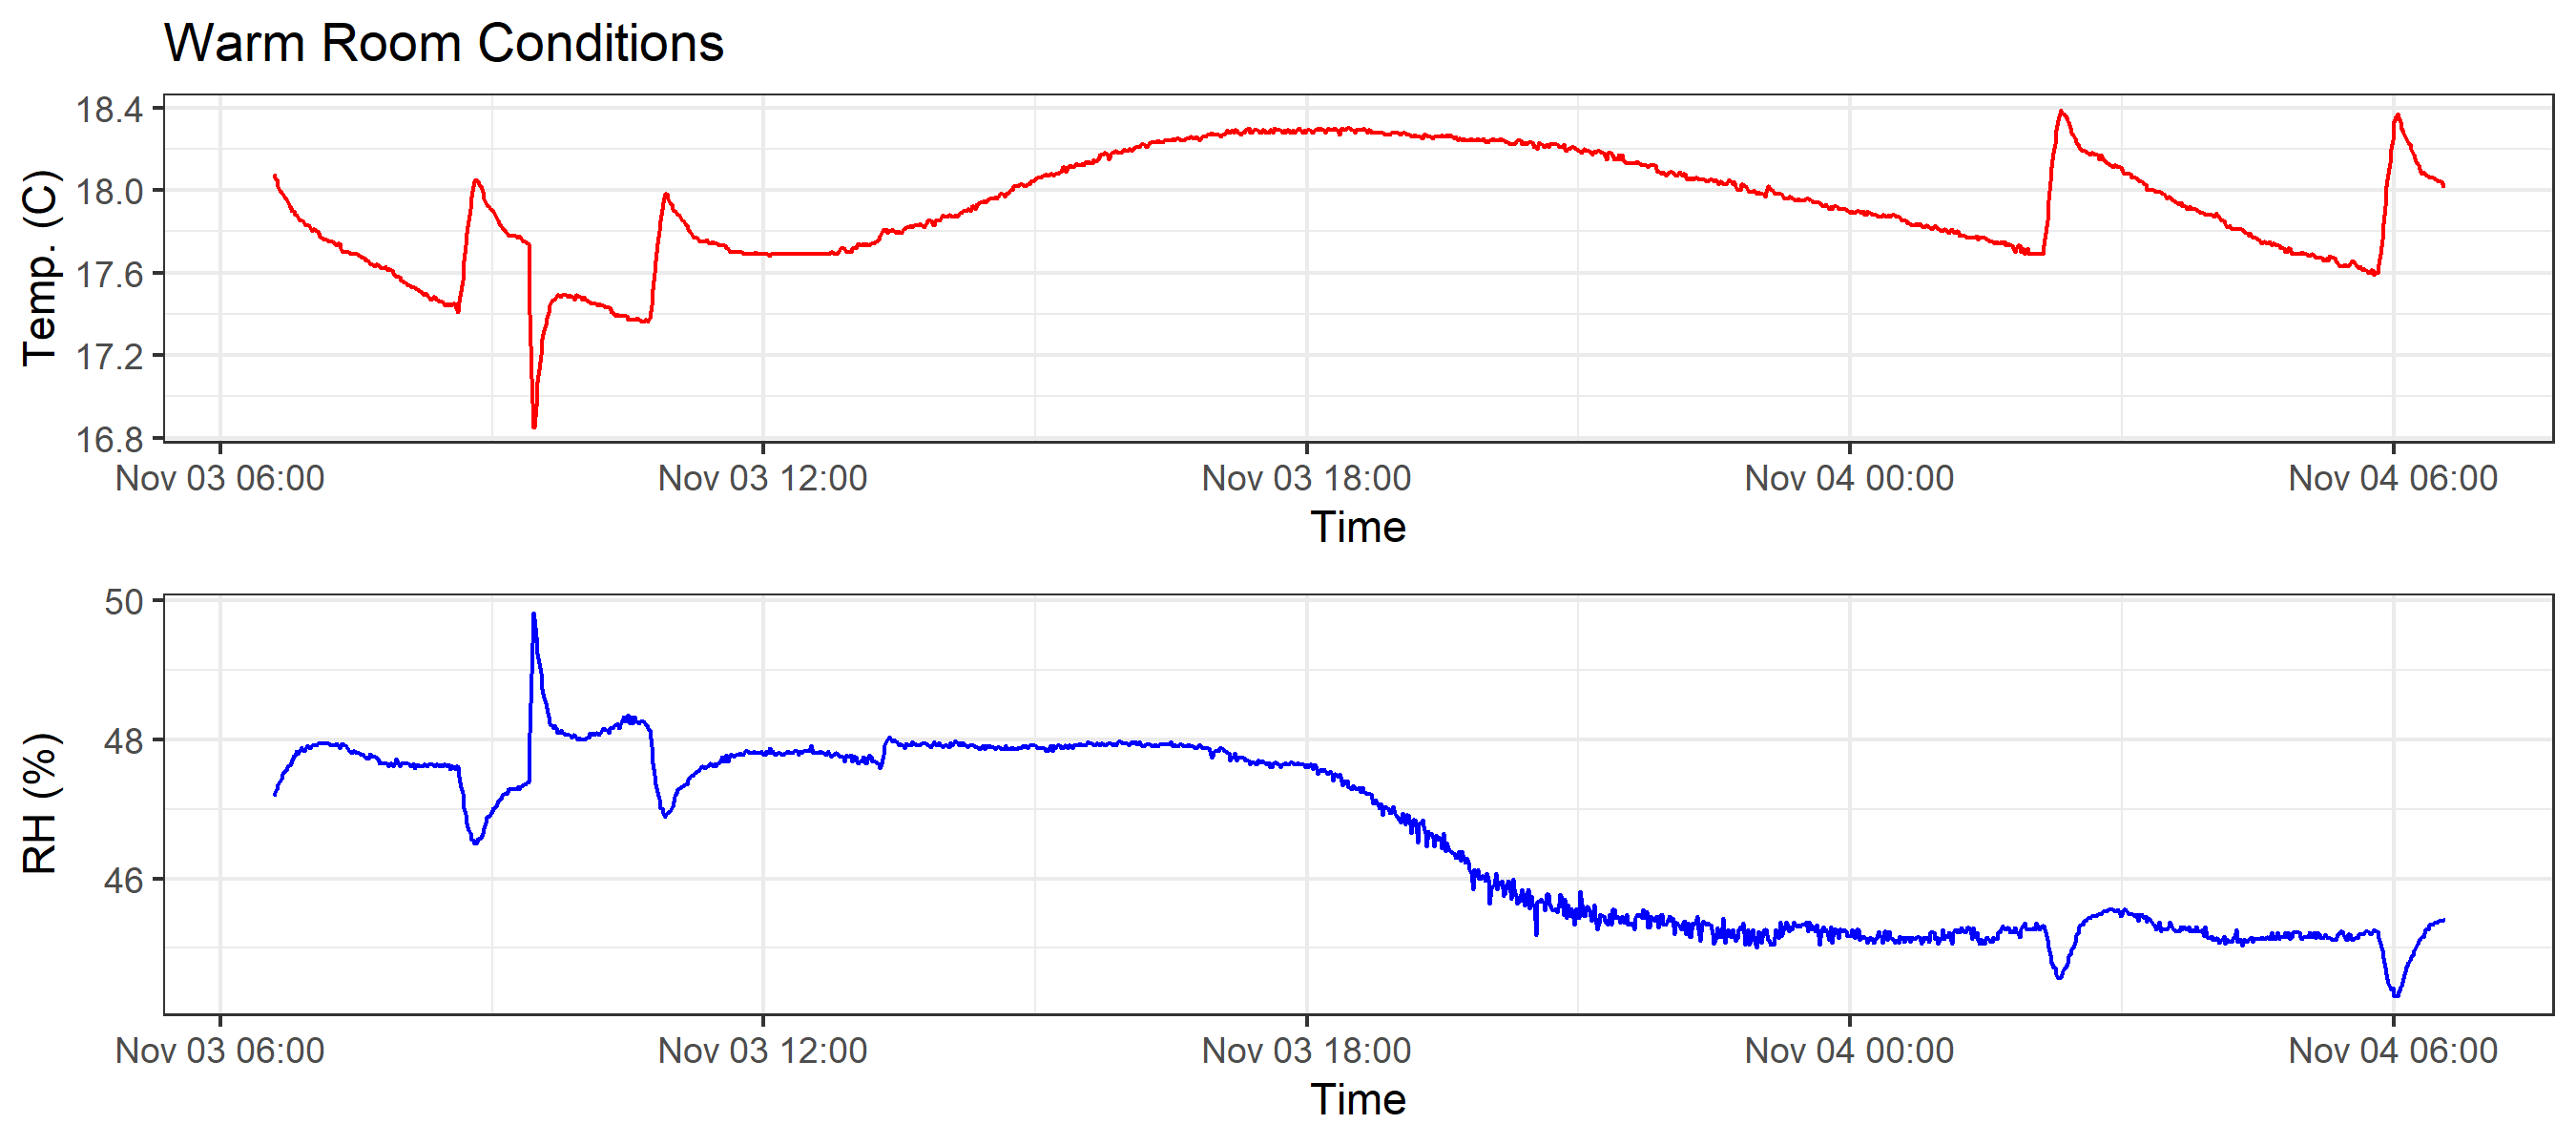 Warm Room Conditions
Temp. (C)
18.4
18.0
17.6
17.2
16.8
Nov 03 06:00 Nov 03 12:00 Nov 03 18:00 Nov 04 00:00 Nov 04 06:00
Time
RH (%)
50
48
46
Nov 03 06:00 Nov 03 12:00 Nov 03 18:00 Nov 04 00:00 Nov 04 06:00
Time